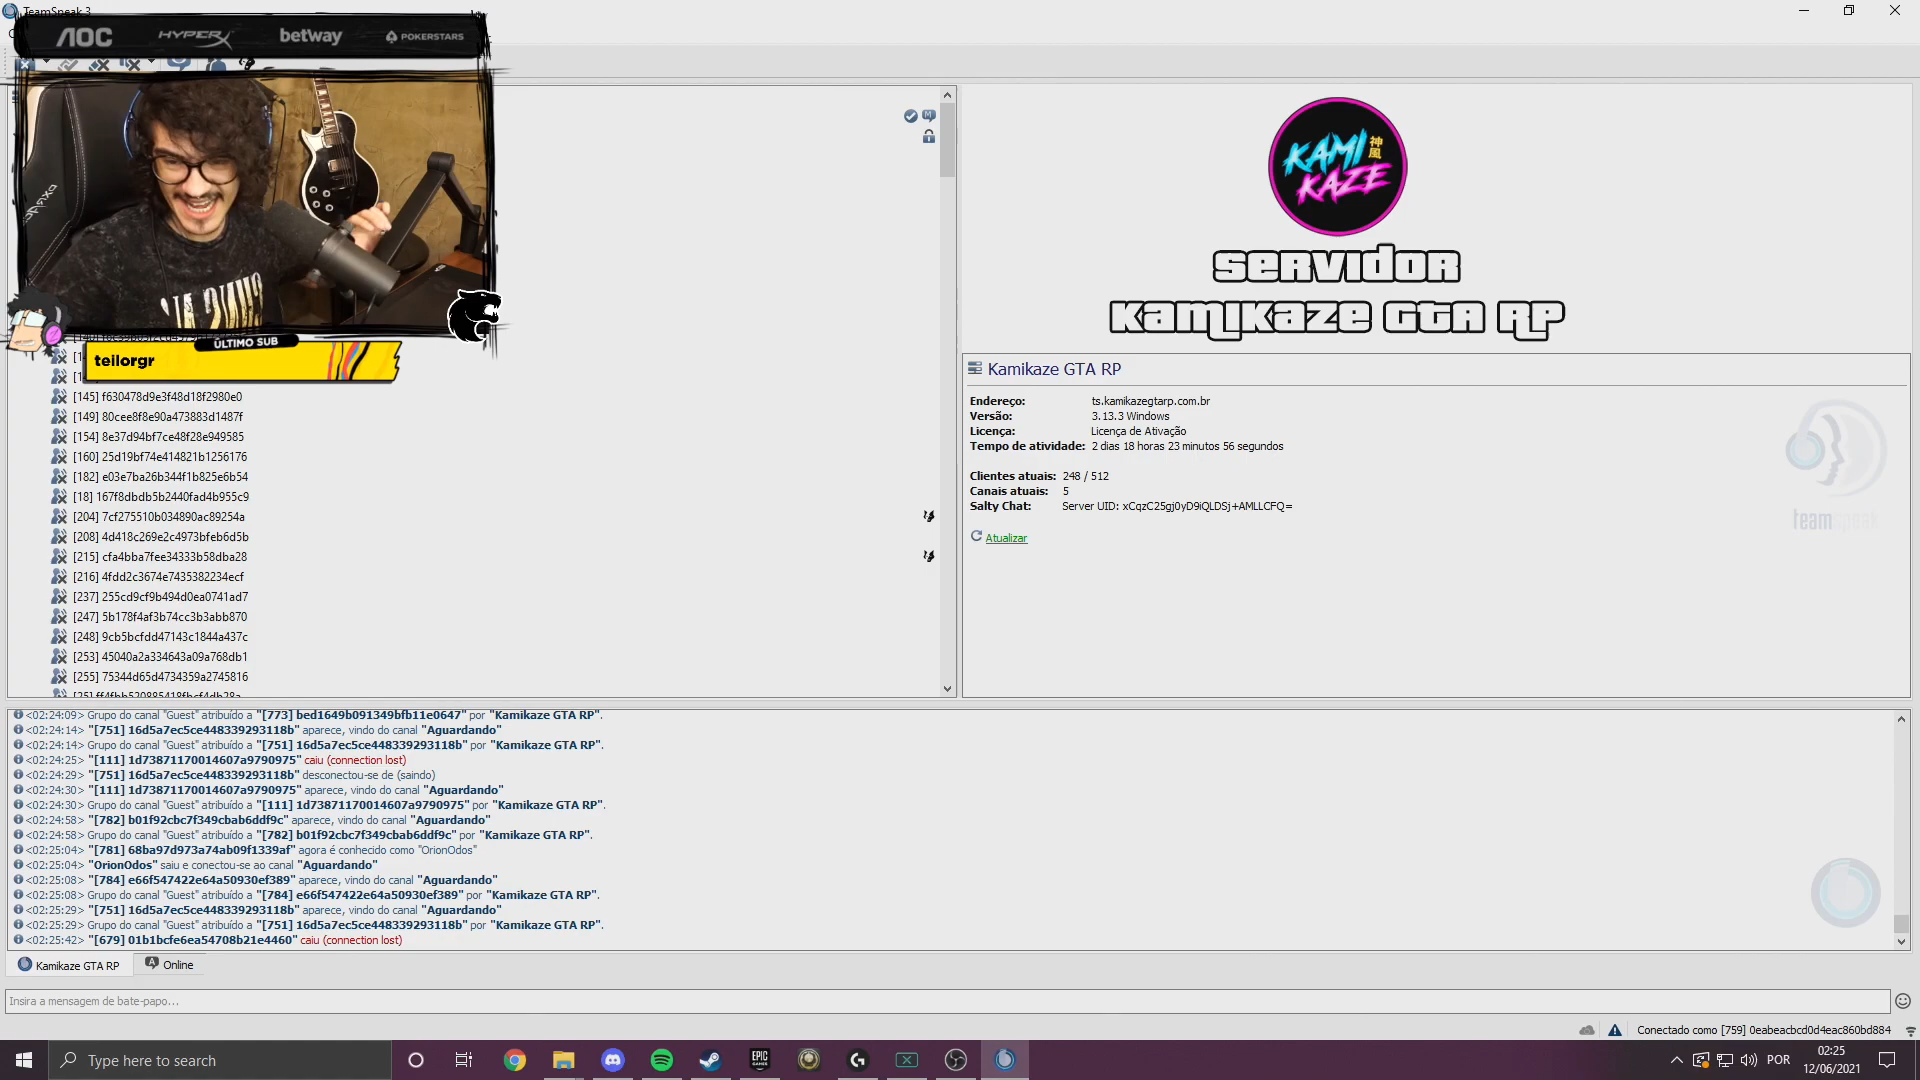 TeamSpeak 3
AOC
HYPERX
betway
POKERSTARS
ÚLTIMO SUB
teilorgr
[145] f630478d9e3f48d18f2980e0
[149] 80cee8f8e90a473883d1487f
[154] 8e37d94bf7ce48f28e949585
[160] 25d19bf74e414821b1256176
[182] e03e7ba26b344f1b825e6b54
[18] 167f8dbdb5b2440fad4b955c9
[204] 7cf275510b034890ac89254a
[208] 4d418c269e2c4973bfeb6d5b
[215] cfa4bba7fee34333b58dba28
[216] 4fdd2c3674e7435382234ecf
[237] 255cd9cf9b494d0ea0741ad7
[247] 5b178f4af3b74cc3b3abb870
[248] 9cb5bcfdd47143c1844a437c
[253] 45040a2a334643a09a768db1
[255] 75344d65d4734359a2745816
KAMI
神風
KAZE
SERVIDOR
KAMIKAZE GTA RP
Kamikaze GTA RP
Endereço: ts.kamikazegtarp.com.br
Versão: 3.13.3 Windows
Licença: Licença de Ativação
Tempo de atividade: 2 dias 18 horas 23 minutos 56 segundos
Clientes atuais: 248 / 512
Canais atuais: 5
Salty Chat: Server UID: xCqzC25gj0yD9iQLDSj+AMLLCFQ=
Atualizar
teamspeak
<02:24:09> Grupo do canal "Guest" atribuído a "[773] bed1649b091349bfb11e0647" por "Kamikaze GTA RP".
<02:24:14> "[751] 16d5a7ec5ce448339293118b" aparece, vindo do canal "Aguardando"
<02:24:14> Grupo do canal "Guest" atribuído a "[751] 16d5a7ec5ce448339293118b" por "Kamikaze GTA RP".
<02:24:25> "[111] 1d73871170014607a9790975" caiu (connection lost)
<02:24:29> "[751] 16d5a7ec5ce448339293118b" desconectou-se de (saindo)
<02:24:30> "[111] 1d73871170014607a9790975" aparece, vindo do canal "Aguardando"
<02:24:30> Grupo do canal "Guest" atribuído a "[111] 1d73871170014607a9790975" por "Kamikaze GTA RP".
<02:24:58> "[782] b01f92cbc7f349cbab6ddf9c" aparece, vindo do canal "Aguardando"
<02:24:58> Grupo do canal "Guest" atribuído a "[782] b01f92cbc7f349cbab6ddf9c" por "Kamikaze GTA RP".
<02:25:04> "[781] 68ba97d973a74ab09f1339af" agora é conhecido como "OrionOdos"
<02:25:04> "OrionOdos" saiu e conectou-se ao canal "Aguardando"
<02:25:08> "[784] e66f547422e64a50930ef389" aparece, vindo do canal "Aguardando"
<02:25:08> Grupo do canal "Guest" atribuído a "[784] e66f547422e64a50930ef389" por "Kamikaze GTA RP".
<02:25:29> "[751] 16d5a7ec5ce448339293118b" aparece, vindo do canal "Aguardando"
<02:25:29> Grupo do canal "Guest" atribuído a "[751] 16d5a7ec5ce448339293118b" por "Kamikaze GTA RP".
<02:25:42> "[679] 01b1bcfe6ea54708b21e4460" caiu (connection lost)
Kamikaze GTA RP
Online
Insira a mensagem de bate-papo...
Conectado como [759] 0eabeacbcd0d4eac860bd884
Type here to search
EPIC GAMES
POR
02:25
12/06/2021